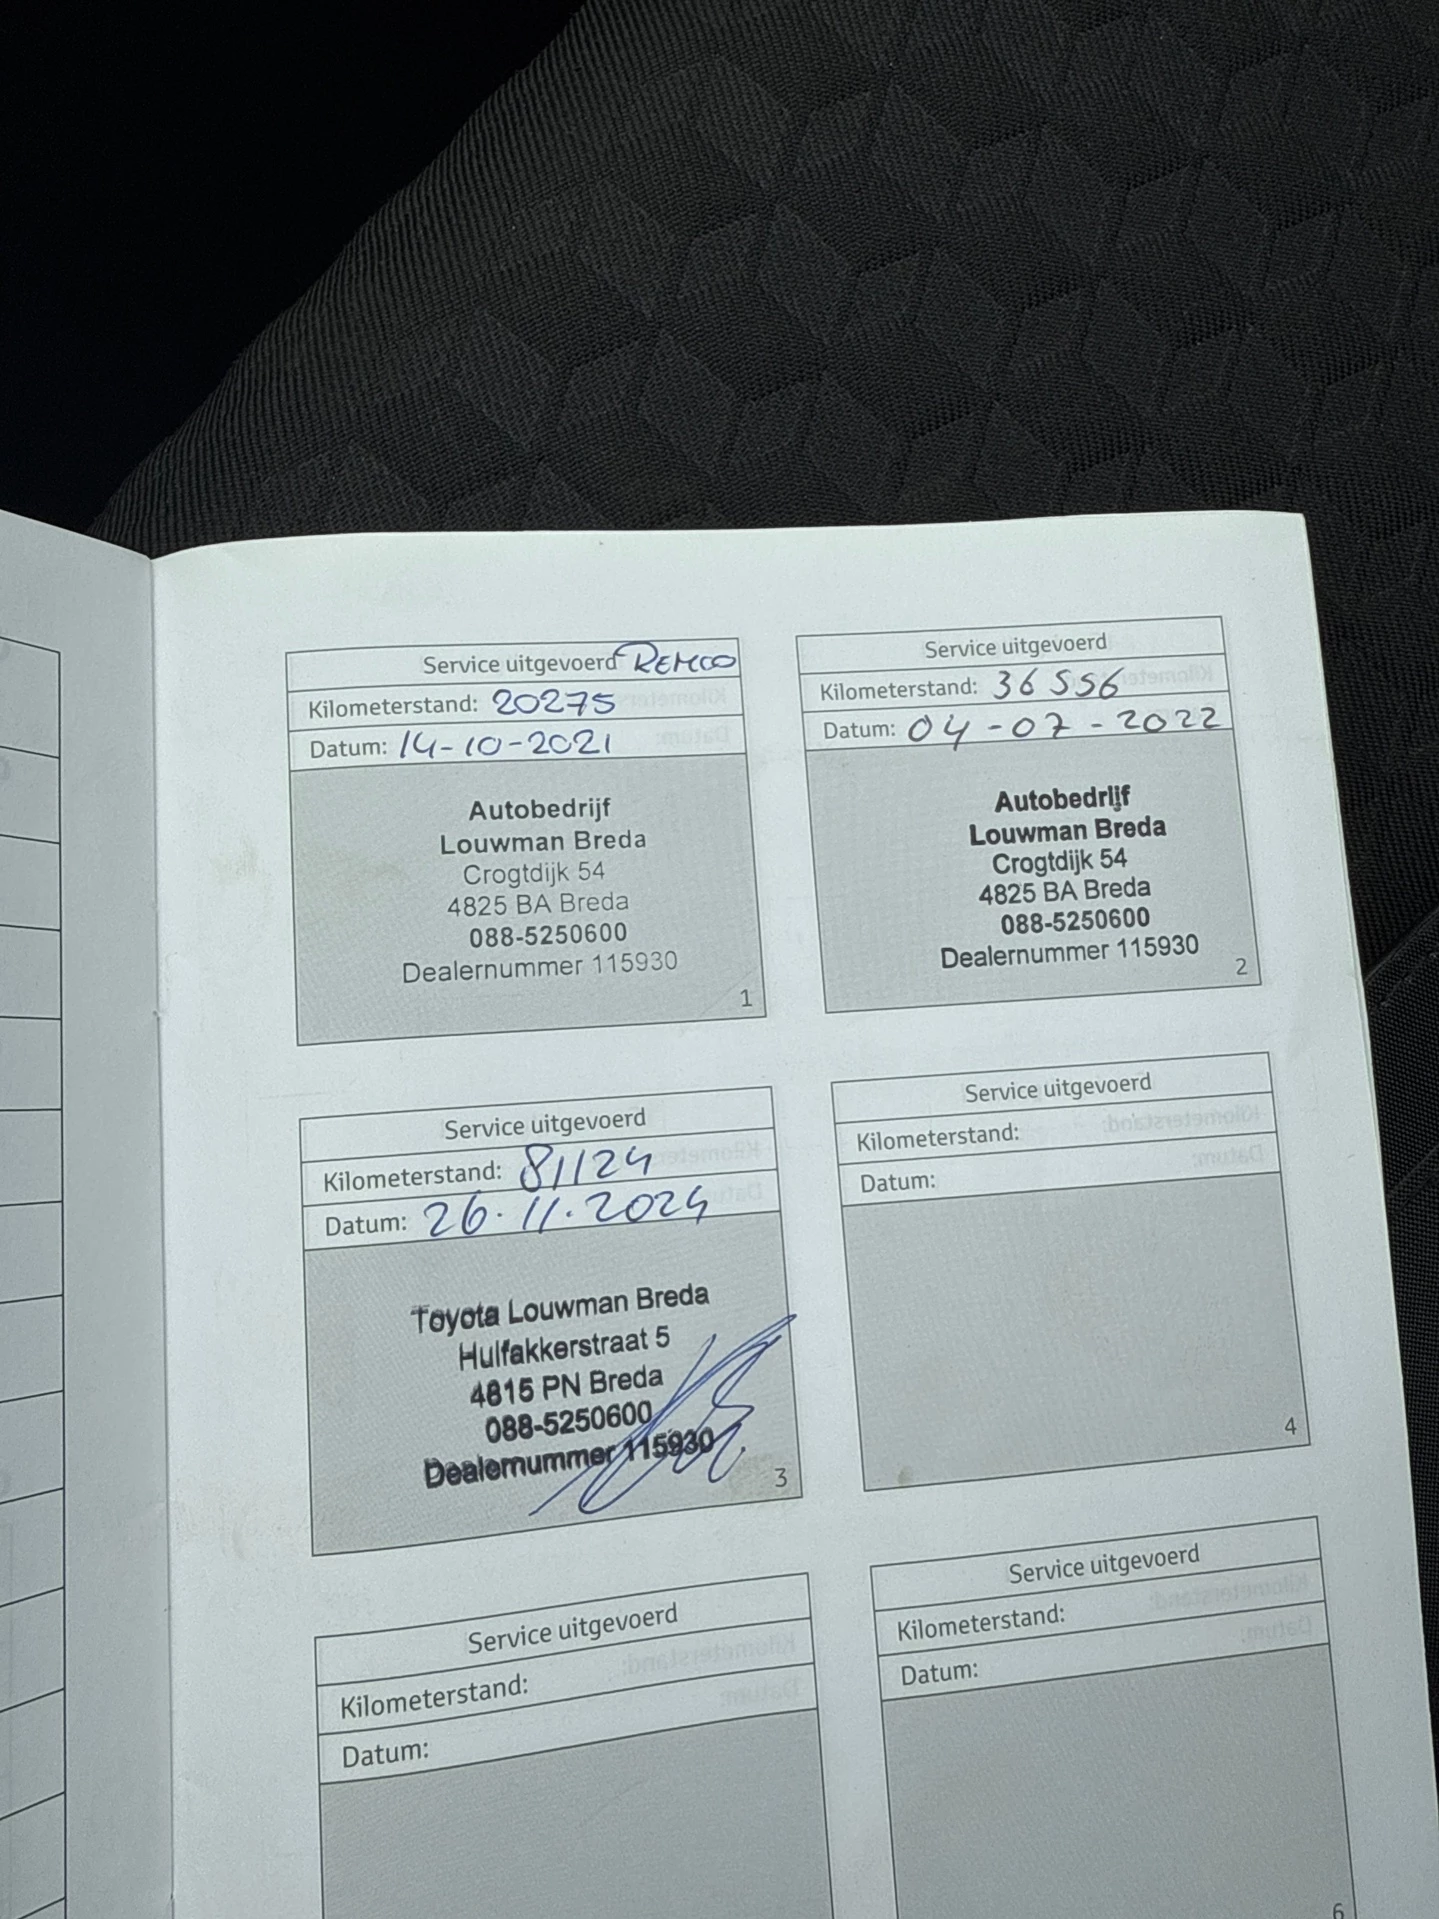 Service uitgevoerd REMCO
Kilometerstand: 20275
Datum: 14-10-2021
Autobedrijf
Louwman Breda
Crogtdijk 54
4825 BA Breda
088-5250600
Dealernummer 115930
1
Service uitgevoerd
Kilometerstand: 36 556
Datum: 04-07-2022
Autobedrijf
Louwman Breda
Crogtdijk 54
4825 BA Breda
088-5250600
Dealernummer 115930
2
Service uitgevoerd
Kilometerstand: 81124
Datum: 26.11.2024
Toyota Louwman Breda
Hulfakkerstraat 5
4815 PN Breda
088-5250600
Dealernummer 115930
3
Service uitgevoerd
Kilometerstand:
Datum:
4
Service uitgevoerd
Kilometerstand:
Datum:
Service uitgevoerd
Kilometerstand:
Datum:
6